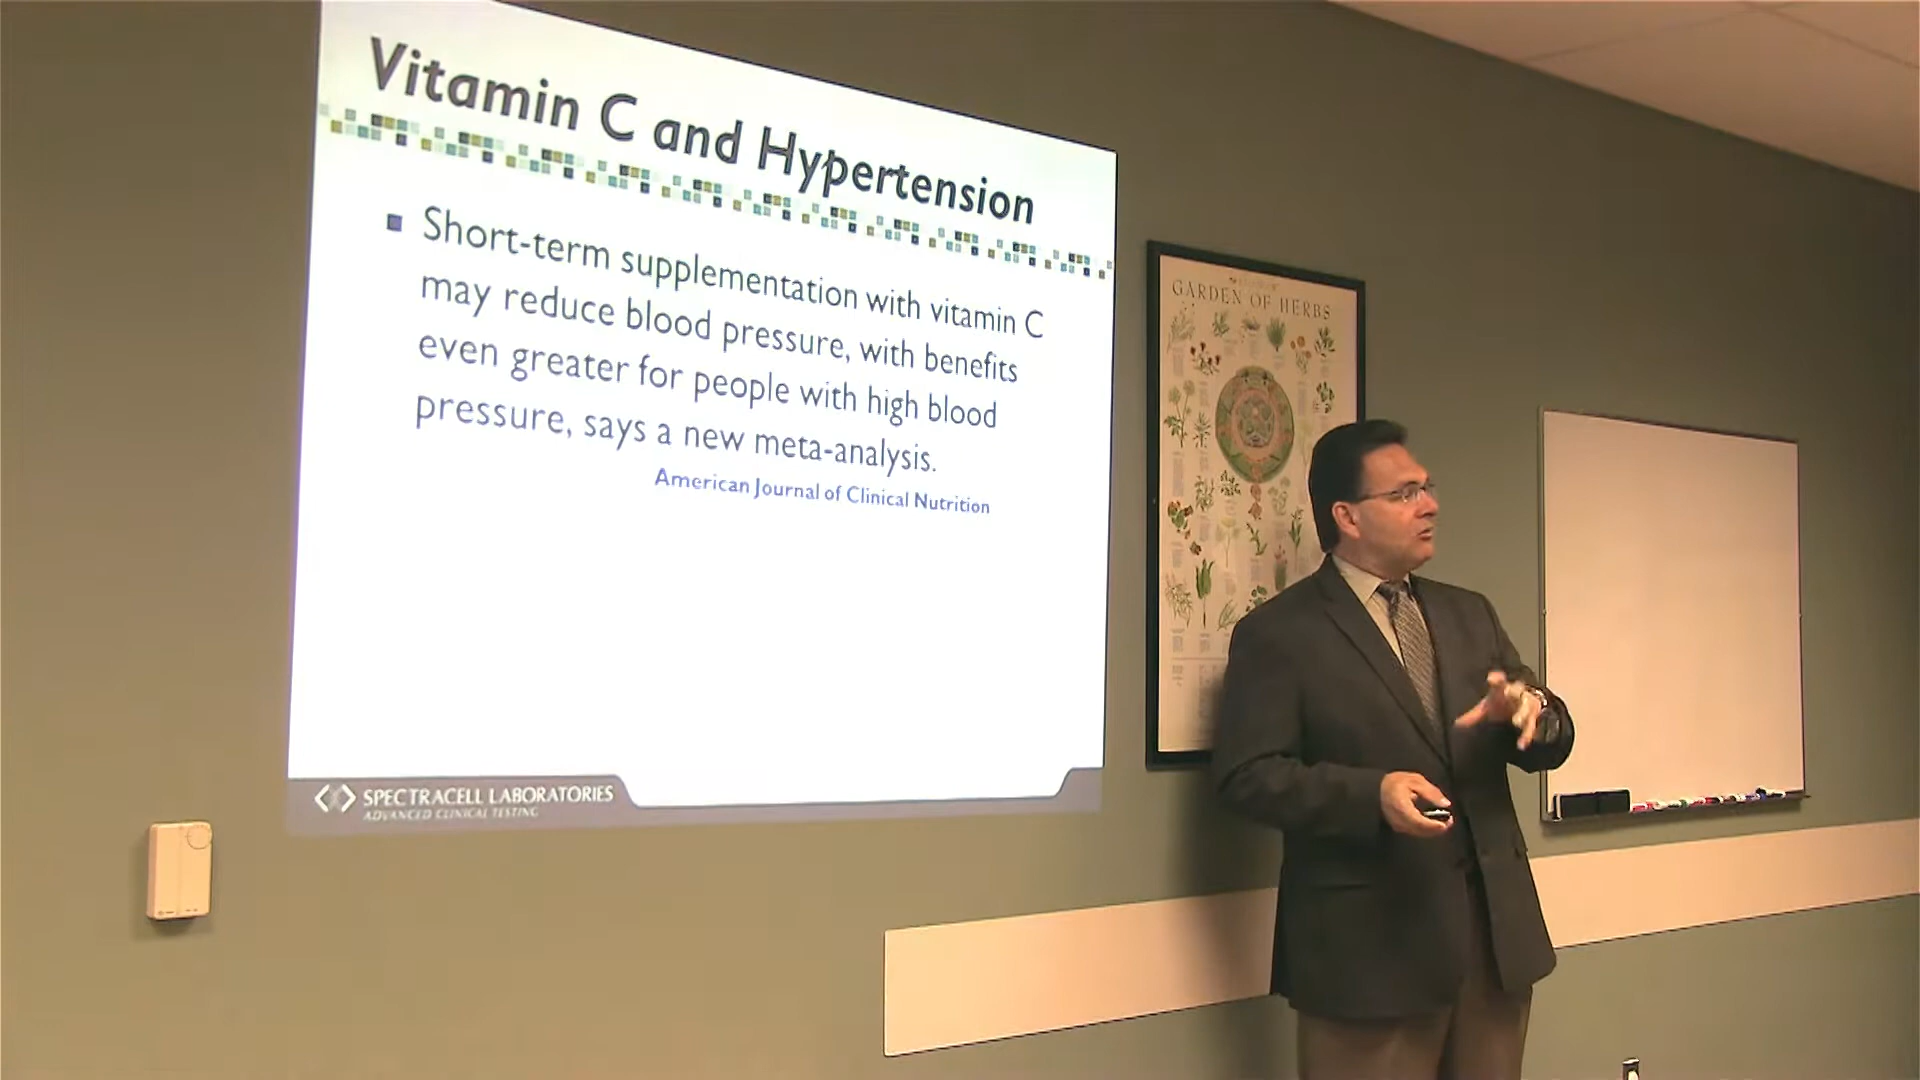 Vitamin C and Hypertension
Short-term supplementation with vitamin C
may reduce blood pressure, with benefits
even greater for people with high blood
pressure, says a new meta-analysis.
American Journal of Clinical Nutrition
SPECTRACELL LABORATORIES
ADVANCED CLINICAL TESTING
GARDEN OF HERBS